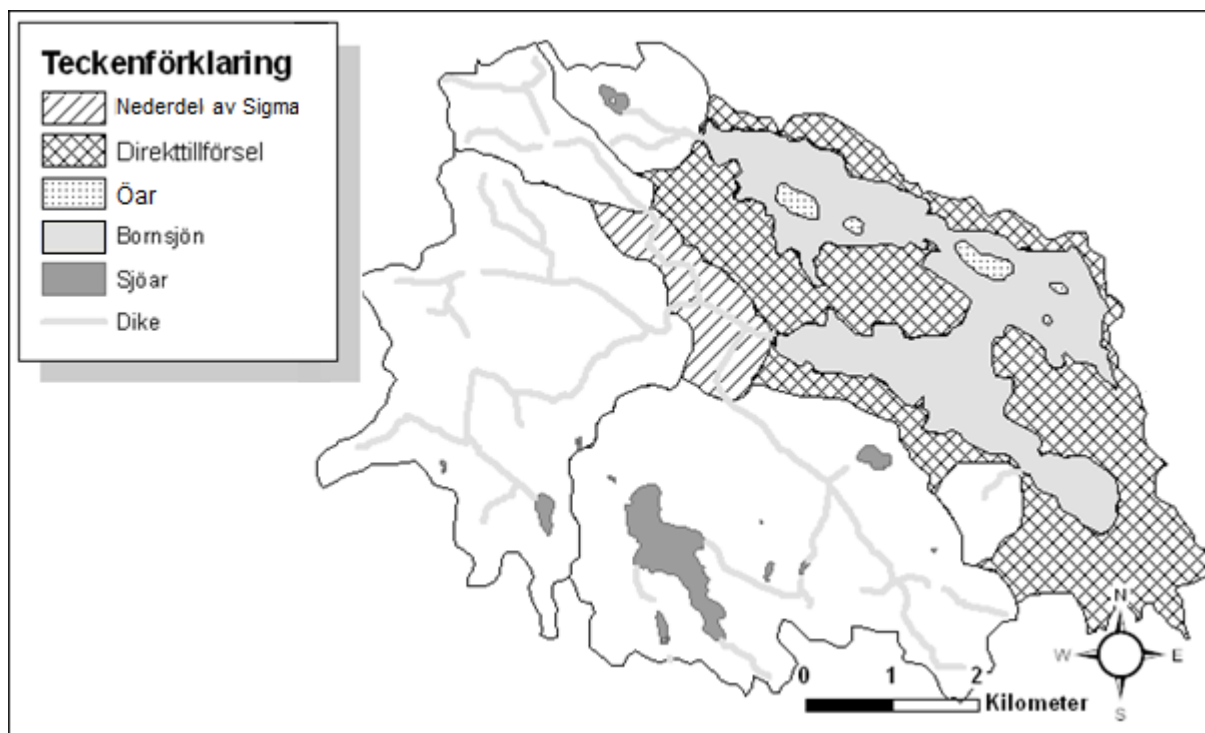 Teckenförklaring
Nederdel av Sigma
Direkttillförsel
Öar
Bornsjön
Sjöar
Dike
N
W E
S
0 1 2
Kilometer